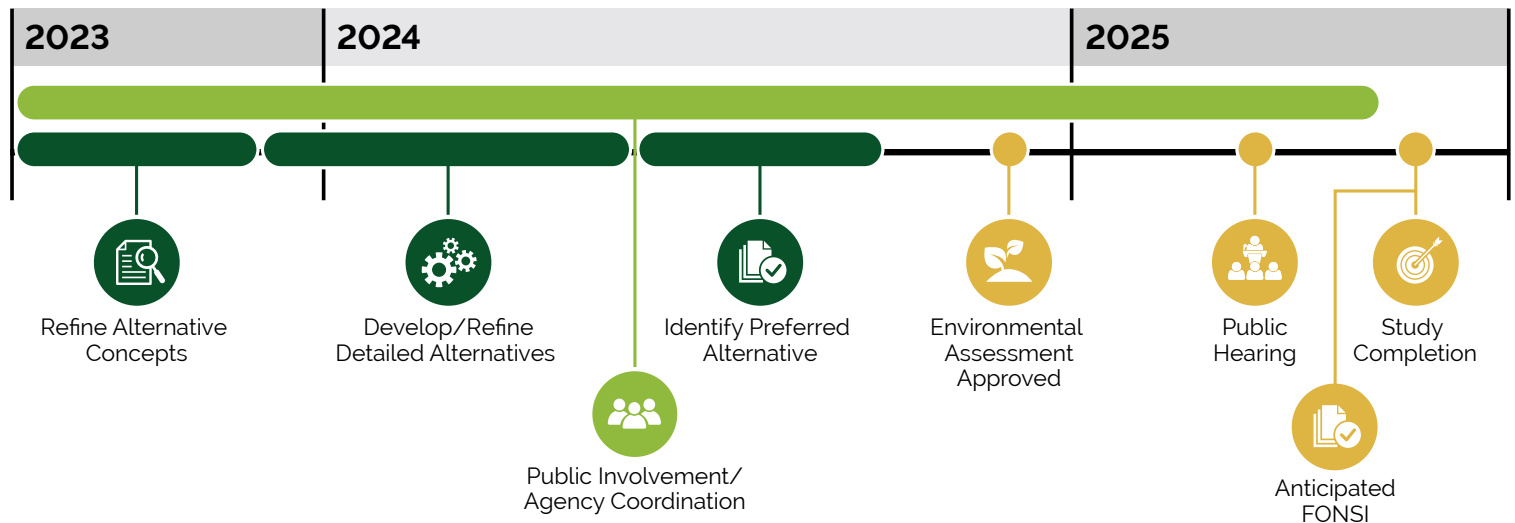 2023
2024
2025
Refine Alternative
Concepts
Develop/Refine
Detailed Alternatives
Public Involvement/
Agency Coordination
Identify Preferred
Alternative
Environmental
Assessment
Approved
Public
Hearing
Anticipated
FONSI
Study
Completion